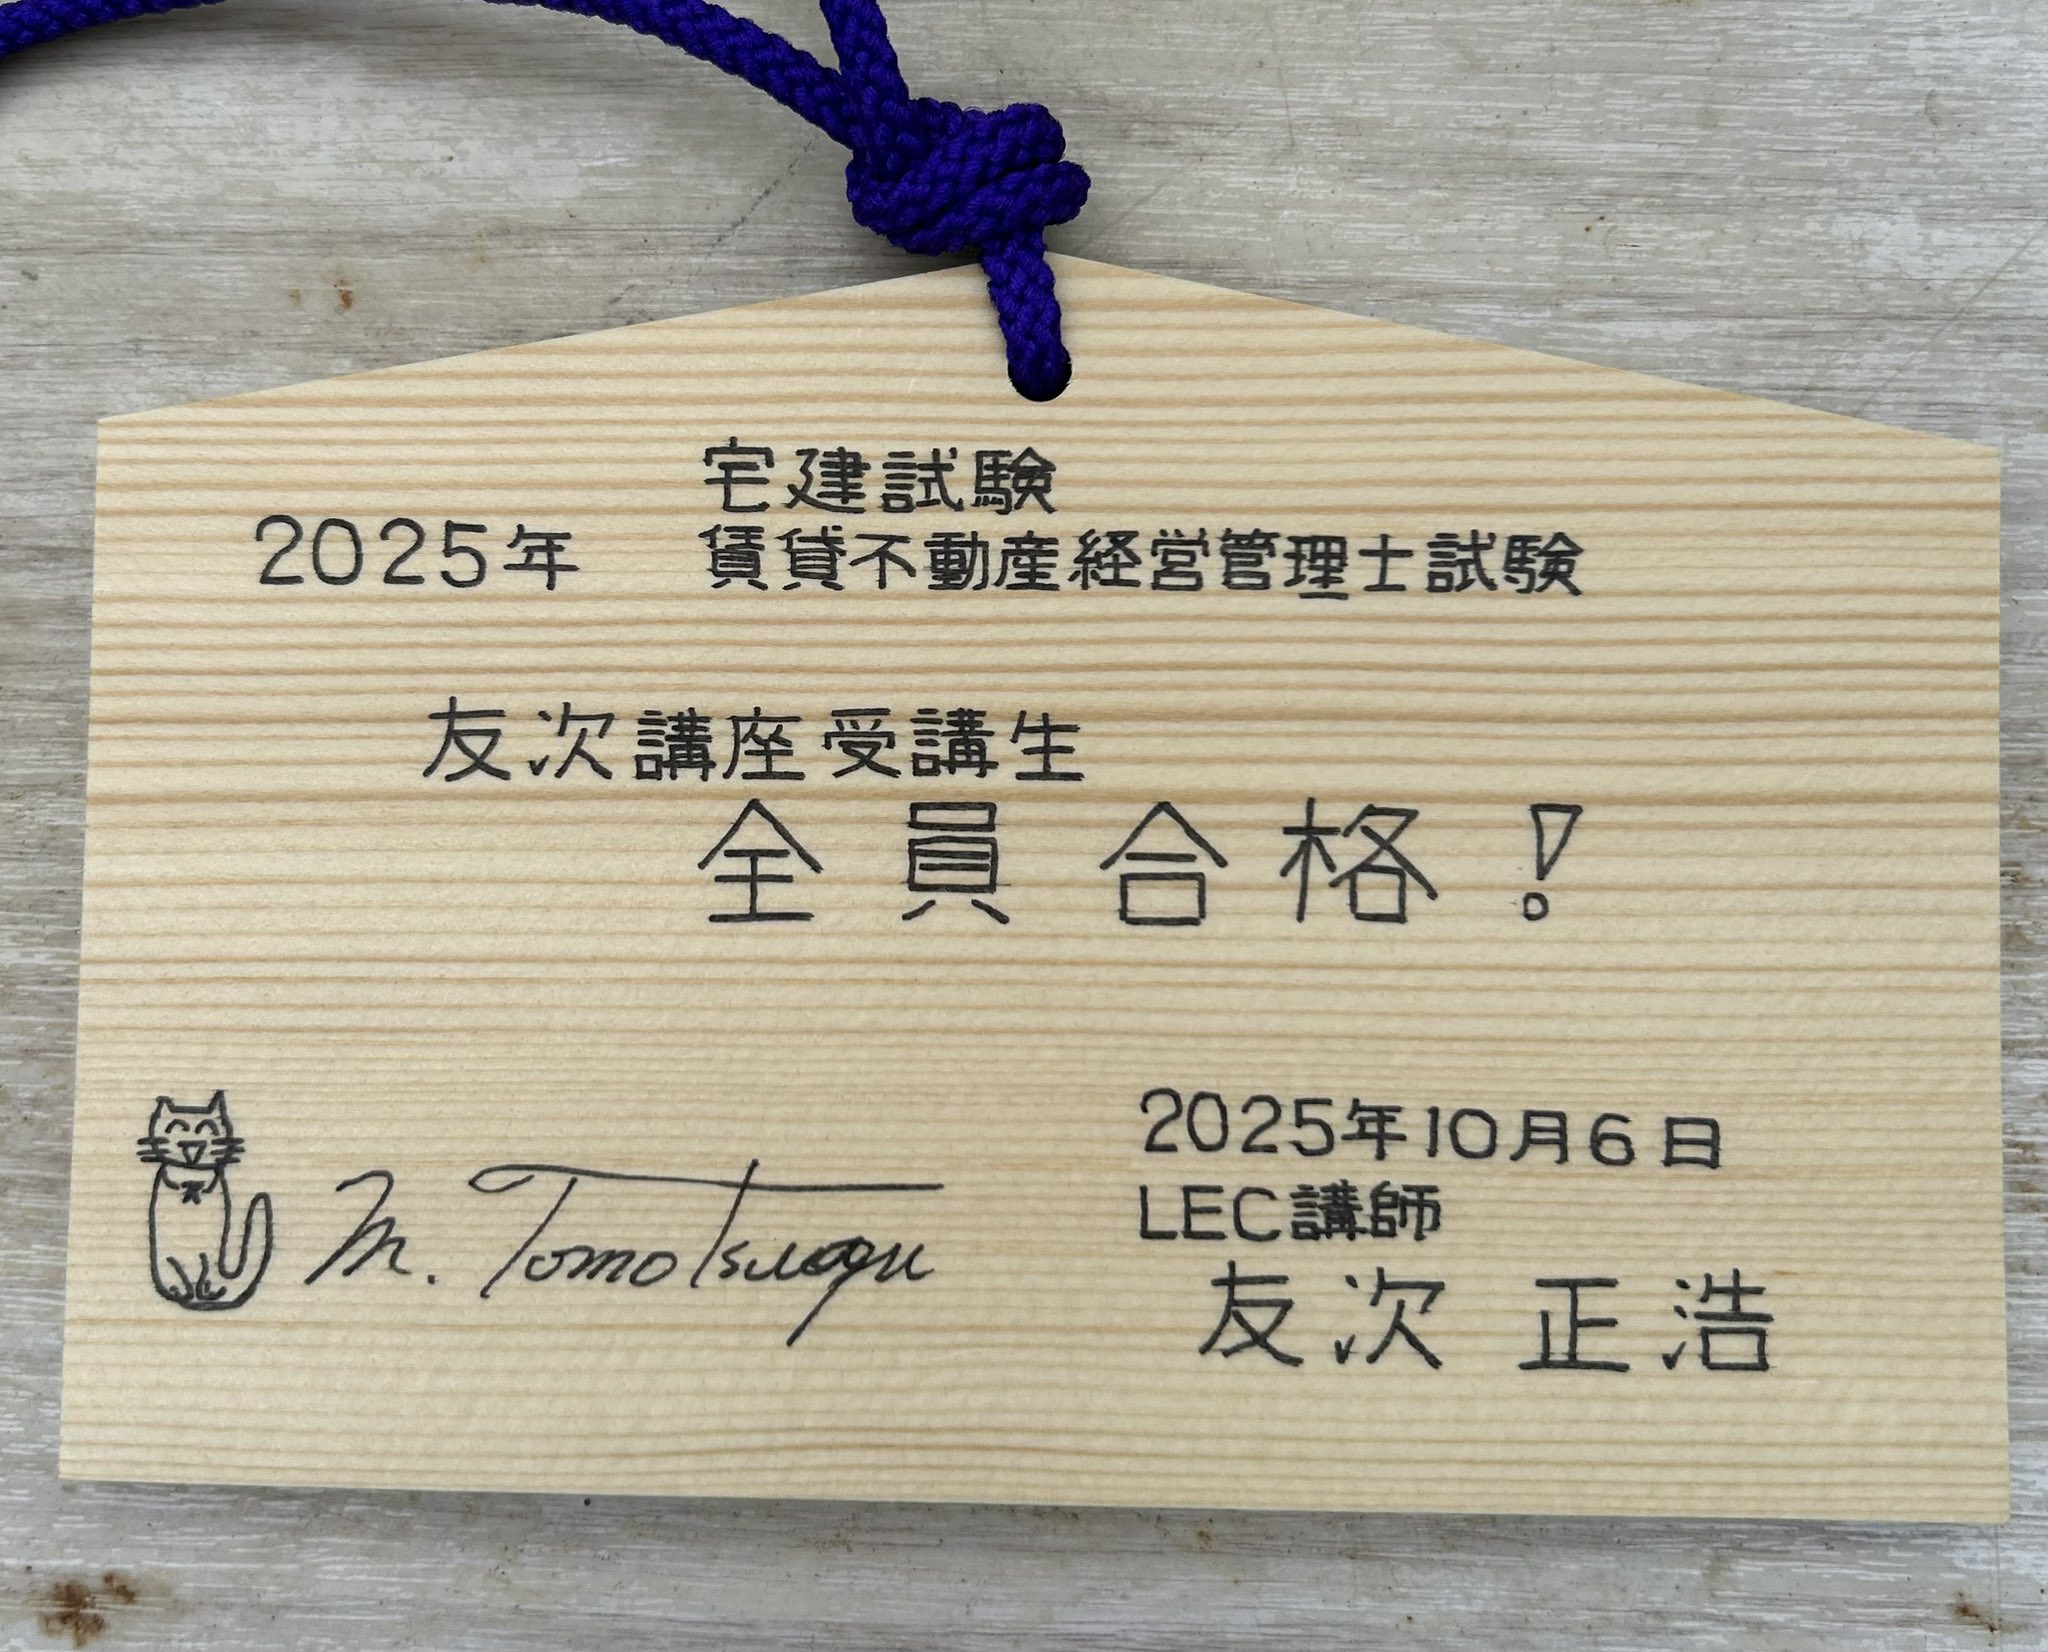 宅建試験
2025年 賃貸不動産経営管理士試験
友次講座受講生
全員合格!
2025年10月6日
LEC講師
友次 正浩
M. Tomotsugu